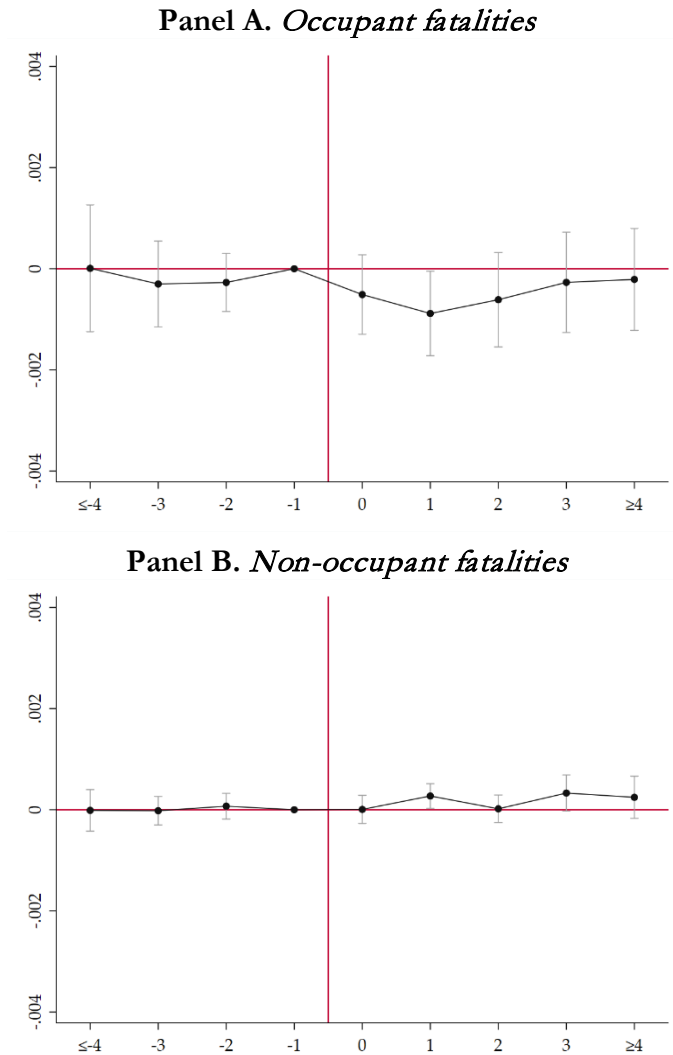 Panel A. Occupant fatalities
.004
.002
0
-.002
-.004
≤-4 -3 -2 -1 0 1 2 3 ≥4
Panel B. Non-occupant fatalities
.004
.002
0
-.002
-.004
≤-4 -3 -2 -1 0 1 2 3 ≥4